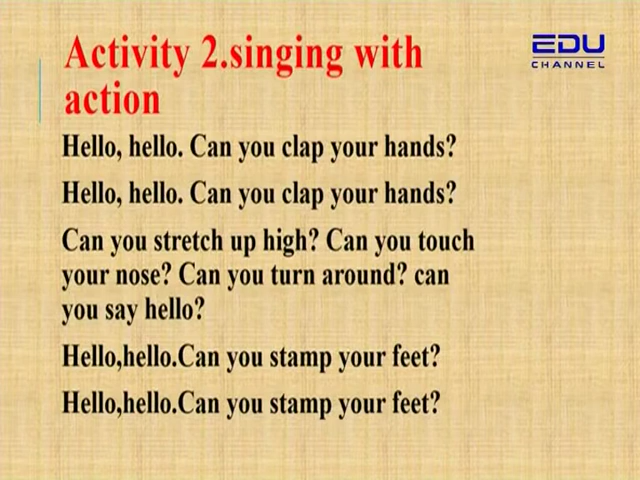 Activity 2.singing with
action
EDU
CHANNEL
Hello, hello. Can you clap your hands?
Hello, hello. Can you clap your hands?
Can you stretch up high? Can you touch
your nose? Can you turn around? can
you say hello?
Hello,hello.Can you stamp your feet?
Hello,hello.Can you stamp your feet?